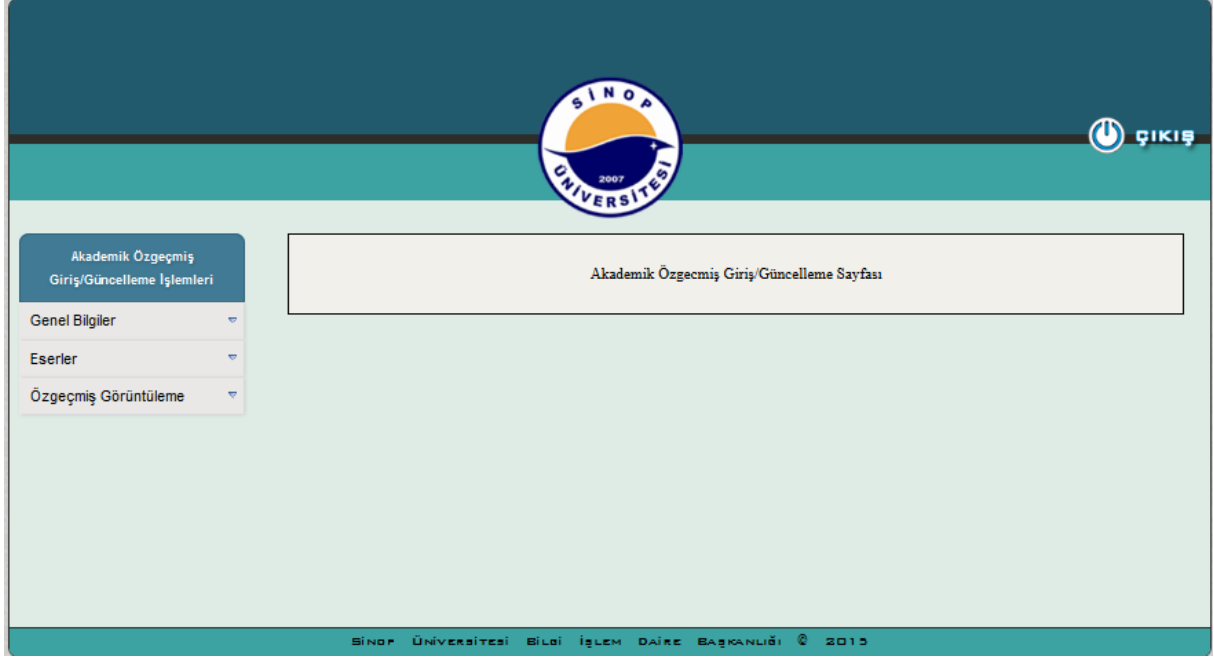 SİNOP ÜNİVERSİTESİ
2007
ÇIKIŞ
Akademik Özgeçmiş
Giriş/Güncelleme İşlemleri
Genel Bilgiler
Eserler
Özgeçmiş Görüntüleme
Akademik Özgecmiş Giriş/Güncelleme Sayfası
Sinop Üniversitesi Bilgi İşlem Daire Başkanlığı © 2015